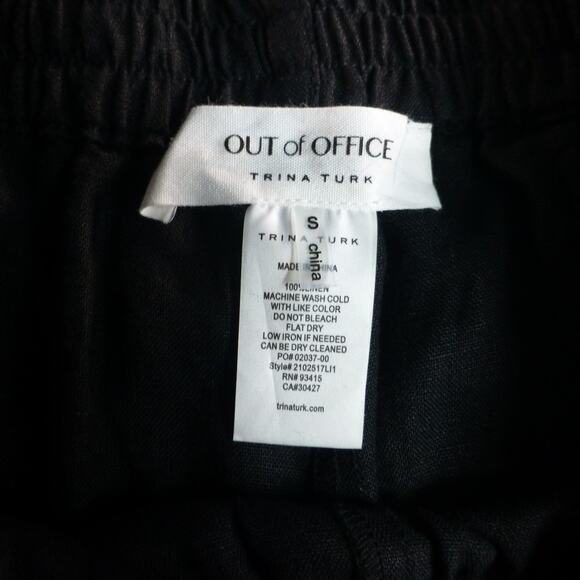 OUT of OFFICE
TRINA TURK
S
china
TRINA TURK
MADE IN CHINA
100% LINEN
MACHINE WASH COLD
WITH LIKE COLOR
DO NOT BLEACH
FLAT DRY
LOW IRON IF NEEDED
CAN BE DRY CLEANED
PO# 02037-00
Style# 2102517LI1
RN# 93415
CA#30427
trinaturk.com